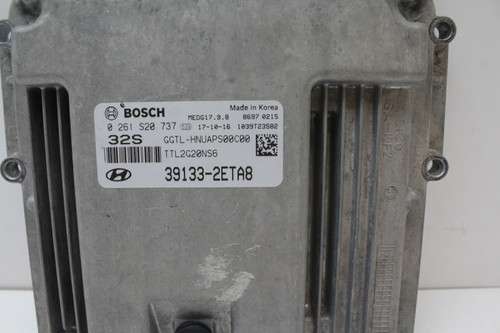 BOSCH
Made in Korea
MEDG17.9.8 8697 0215
0 261 S20 737 17-10-16 1039T23582
32S GGTL-HNUAPS00C00
TTL2G20NS6
39133-2ETA8